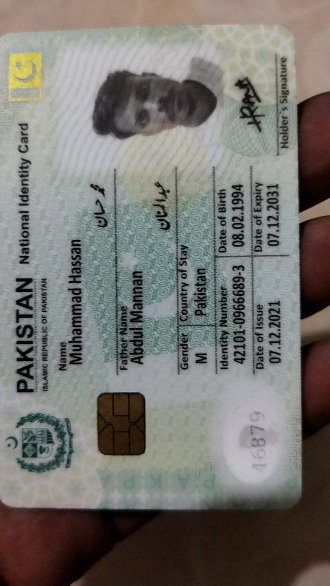 PAKISTAN National Identity Card
ISLAMIC REPUBLIC OF PAKISTAN
Name
Muhammad Hassan
محمد حسان
Father Name
Abdul Mannan
عبدالمنان
Gender Country of Stay
M Pakistan
Identity Number Date of Birth
42101-0966689-3 08.02.1994
Date of Issue Date of Expiry
07.12.2021 07.12.2031
46879
Holder's Signature